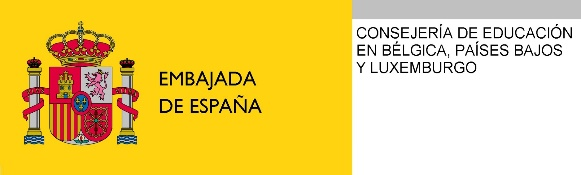 EMBAJADA
DE ESPAÑA
CONSEJERÍA DE EDUCACIÓN
EN BÉLGICA, PAÍSES BAJOS
Y LUXEMBURGO